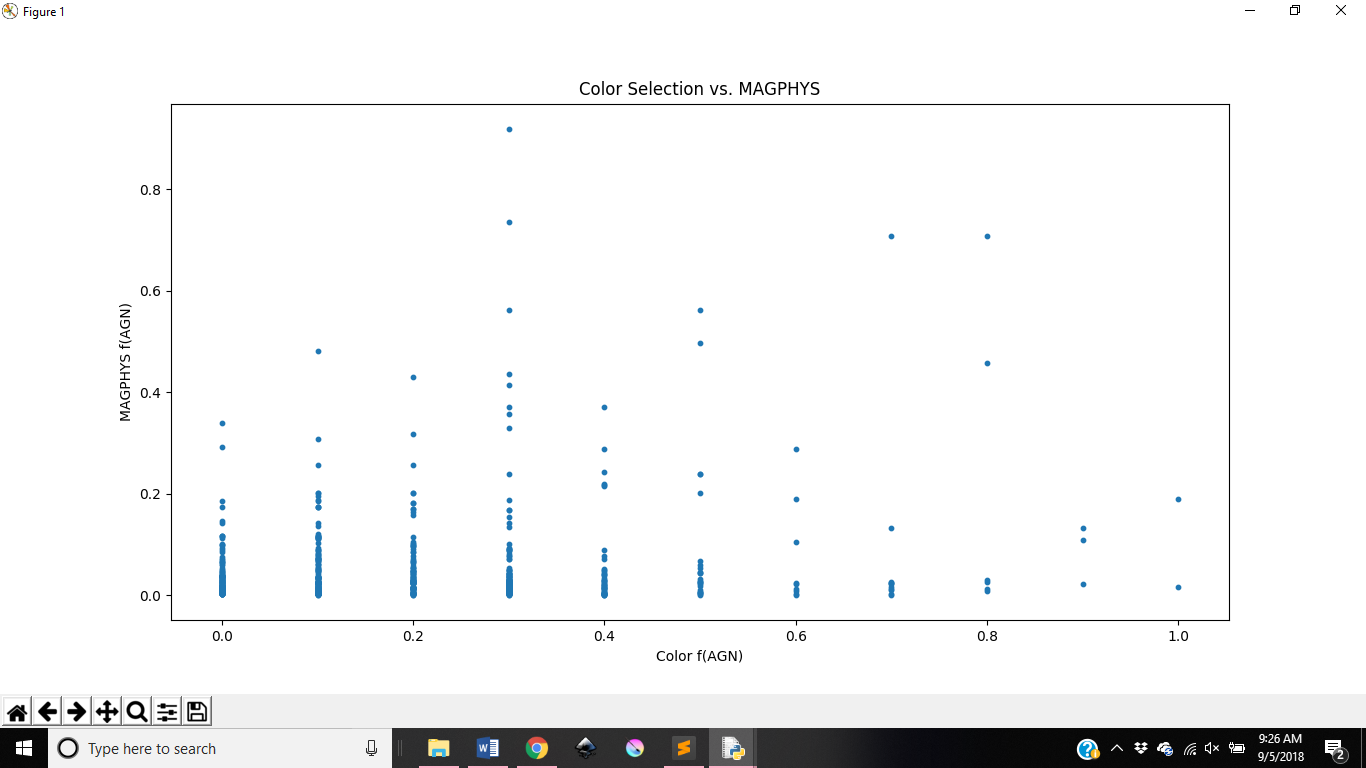 Figure 1
Color Selection vs. MAGPHYS
0.8
0.6
0.4
0.2
0.0
MAGPHYS f(AGN)
0.0 0.2 0.4 0.6 0.8 1.0
Color f(AGN)
Type here to search
9:26 AM
9/5/2018
2